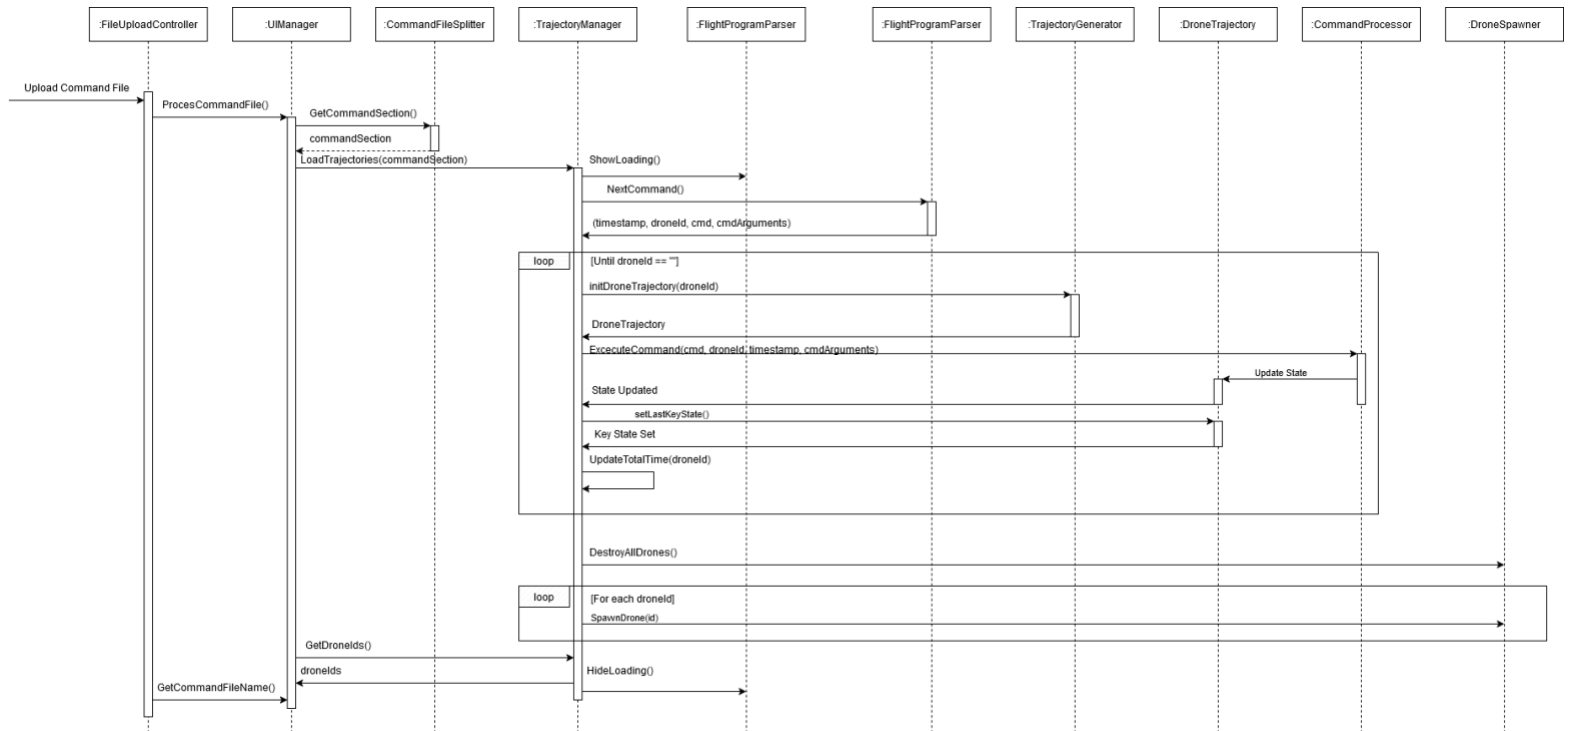 :FileUploadController
:UIManager
:CommandFileSplitter
:TrajectoryManager
:FlightProgramParser
:FlightProgramParser
:TrajectoryGenerator
:DroneTrajectory
:CommandProcessor
:DroneSpawner
Upload Command File
ProcesCommandFile()
GetCommandSection()
commandSection
LoadTrajectories(commandSection)
ShowLoading()
NextCommand()
(timestamp, droneId, cmd, cmdArguments)
loop
[Until droneId == ""]
initDroneTrajectory(droneId)
DroneTrajectory
ExcecuteCommand(cmd, droneId, timestamp, cmdArguments)
Update State
State Updated
setLastKeyState()
Key State Set
UpdateTotalTime(droneId)
DestroyAllDrones()
loop
[For each droneId]
SpawnDrone(id)
GetDroneIds()
droneIds
HideLoading()
GetCommandFileName()